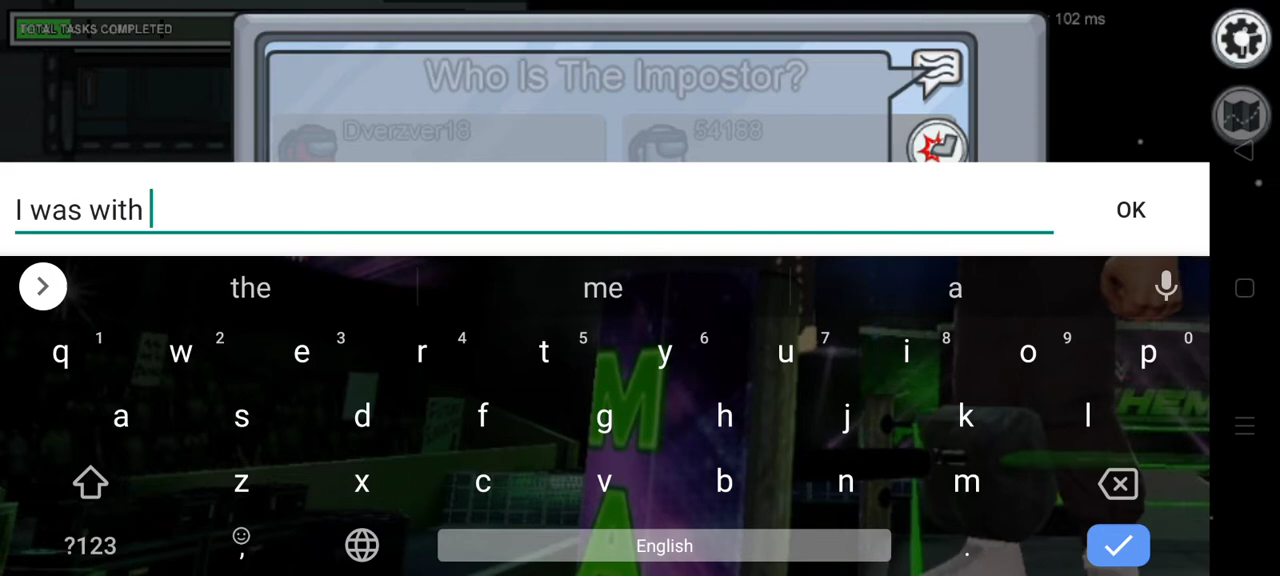 TOTAL TASKS COMPLETED
102 ms
Who Is The Impostor?
Dverzver18 54188
I was with
OK
the me a
q 1 w 2 e 3 r 4 t 5 y 6 u 7 i 8 o 9 p 0
a s d f g h j k l
z x c v b n m
?123 , English .
M
A
HEN